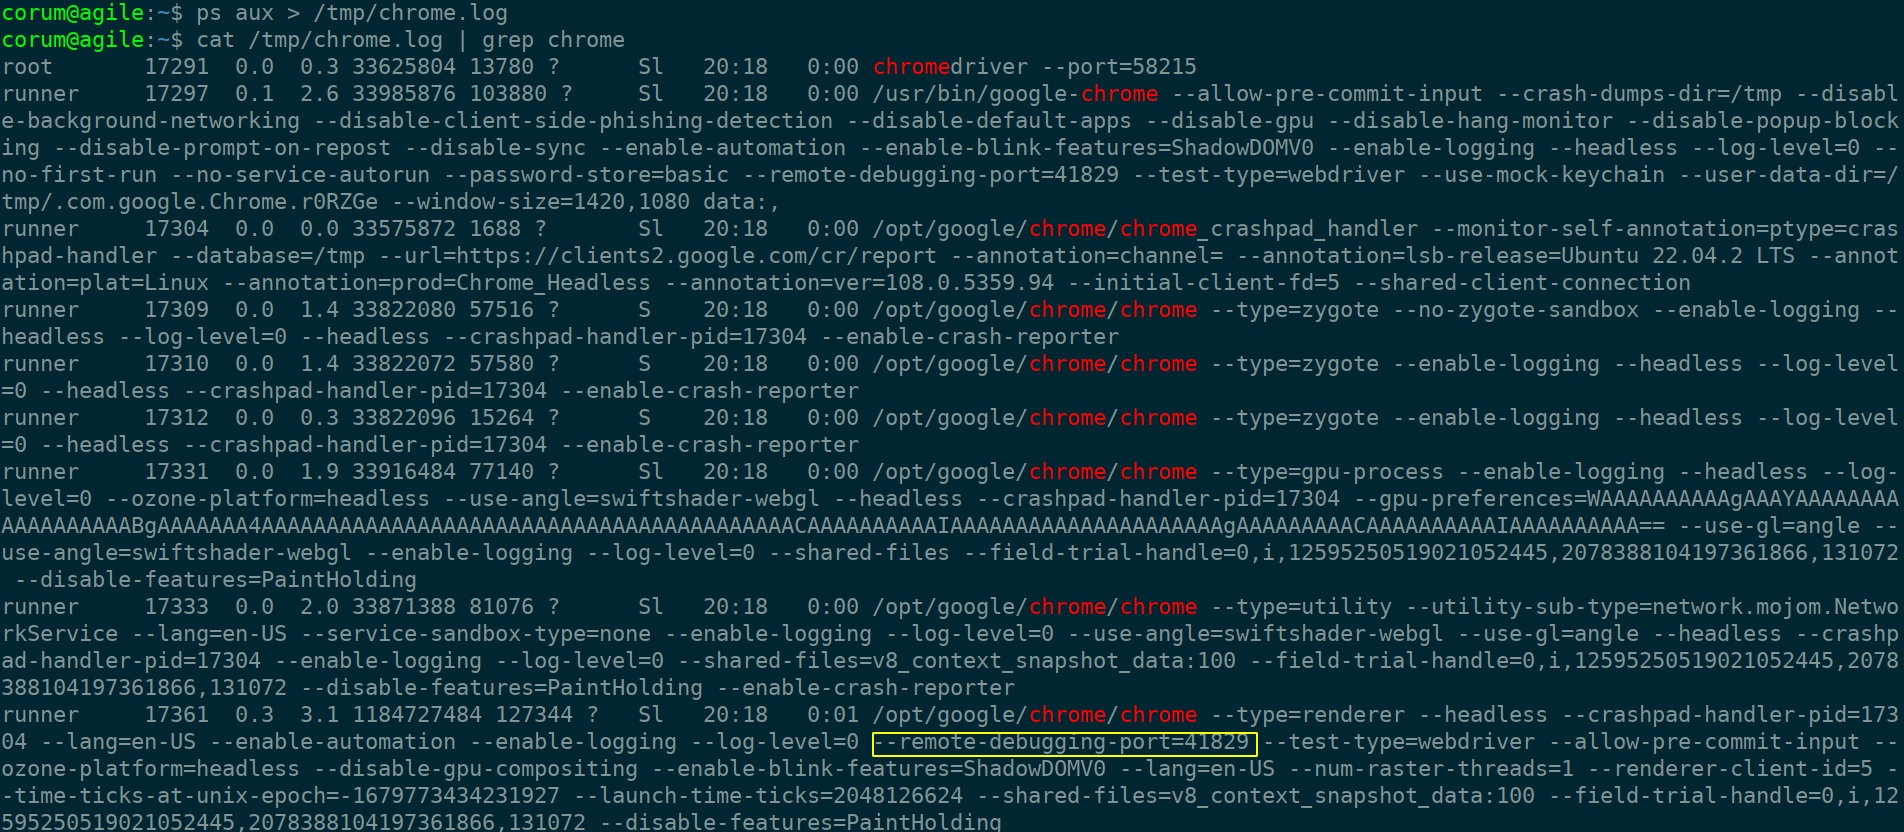 corum@agile:~$ ps aux > /tmp/chrome.log
corum@agile:~$ cat /tmp/chrome.log | grep chrome
root       17291  0.0  0.3 33625804 13780 ?      Sl   20:18   0:00 chromedriver --port=58215
runner     17297  0.1  2.6 33985876 103880 ?     Sl   20:18   0:00 /usr/bin/google-chrome --allow-pre-commit-input --crash-dumps-dir=/tmp --disabl
e-background-networking --disable-client-side-phishing-detection --disable-default-apps --disable-gpu --disable-hang-monitor --disable-popup-block
ing --disable-prompt-on-repost --disable-sync --enable-automation --enable-blink-features=ShadowDOMV0 --enable-logging --headless --log-level=0 --
no-first-run --no-service-autorun --password-store=basic --remote-debugging-port=41829 --test-type=webdriver --use-mock-keychain --user-data-dir=/
tmp/.com.google.Chrome.r0RZGe --window-size=1420,1080 data:,
runner     17304  0.0  0.0 33575872 1688 ?       Sl   20:18   0:00 /opt/google/chrome/chrome_crashpad_handler --monitor-self-annotation=ptype=cras
hpad-handler --database=/tmp --url=https://clients2.google.com/cr/report --annotation=channel= --annotation=lsb-release=Ubuntu 22.04.2 LTS --annot
ation=plat=Linux --annotation=prod=Chrome_Headless --annotation=ver=108.0.5359.94 --initial-client-fd=5 --shared-client-connection
runner     17309  0.0  1.4 33822080 57516 ?      S    20:18   0:00 /opt/google/chrome/chrome --type=zygote --no-zygote-sandbox --enable-logging --
headless --log-level=0 --headless --crashpad-handler-pid=17304 --enable-crash-reporter
runner     17310  0.0  1.4 33822072 57580 ?      S    20:18   0:00 /opt/google/chrome/chrome --type=zygote --enable-logging --headless --log-level
=0 --headless --crashpad-handler-pid=17304 --enable-crash-reporter
runner     17312  0.0  0.3 33822096 15264 ?      S    20:18   0:00 /opt/google/chrome/chrome --type=zygote --enable-logging --headless --log-level
=0 --headless --crashpad-handler-pid=17304 --enable-crash-reporter
runner     17331  0.0  1.9 33916484 77140 ?      Sl   20:18   0:00 /opt/google/chrome/chrome --type=gpu-process --enable-logging --headless --log-
level=0 --ozone-platform=headless --use-angle=swiftshader-webgl --headless --crashpad-handler-pid=17304 --gpu-preferences=WAAAAAAAAAAgAAAYAAAAAAAA
AAAAAAAAAABgAAAAAAA4AAAAAAAAAAAAAAAAAAAAAAAAAAAAAAAAAAAAAAAAACAAAAAAAAAAIAAAAAAAAAAAAAAAAAAAAAgAAAAAAAAACAAAAAAAAAAIAAAAAAAAAA== --use-gl=angle --
use-angle=swiftshader-webgl --enable-logging --log-level=0 --shared-files --field-trial-handle=0,i,12595250519021052445,2078388104197361866,131072
 --disable-features=PaintHolding
runner     17333  0.0  2.0 33871388 81076 ?      Sl   20:18   0:00 /opt/google/chrome/chrome --type=utility --utility-sub-type=network.mojom.Netwo
rkService --lang=en-US --service-sandbox-type=none --enable-logging --log-level=0 --use-angle=swiftshader-webgl --use-gl=angle --headless --crashp
ad-handler-pid=17304 --enable-logging --log-level=0 --shared-files=v8_context_snapshot_data:100 --field-trial-handle=0,i,12595250519021052445,2078
388104197361866,131072 --disable-features=PaintHolding --enable-crash-reporter
runner     17361  0.3  3.1 1184727484 127344 ?   Sl   20:18   0:01 /opt/google/chrome/chrome --type=renderer --headless --crashpad-handler-pid=173
04 --lang=en-US --enable-automation --enable-logging --log-level=0 --remote-debugging-port=41829 --test-type=webdriver --allow-pre-commit-input --
ozone-platform=headless --disable-gpu-compositing --enable-blink-features=ShadowDOMV0 --lang=en-US --num-raster-threads=1 --renderer-client-id=5 -
-time-ticks-at-unix-epoch=-1679773434231927 --launch-time-ticks=2048126624 --shared-files=v8_context_snapshot_data:100 --field-trial-handle=0,i,12
595250519021052445,2078388104197361866,131072 --disable-features=PaintHolding